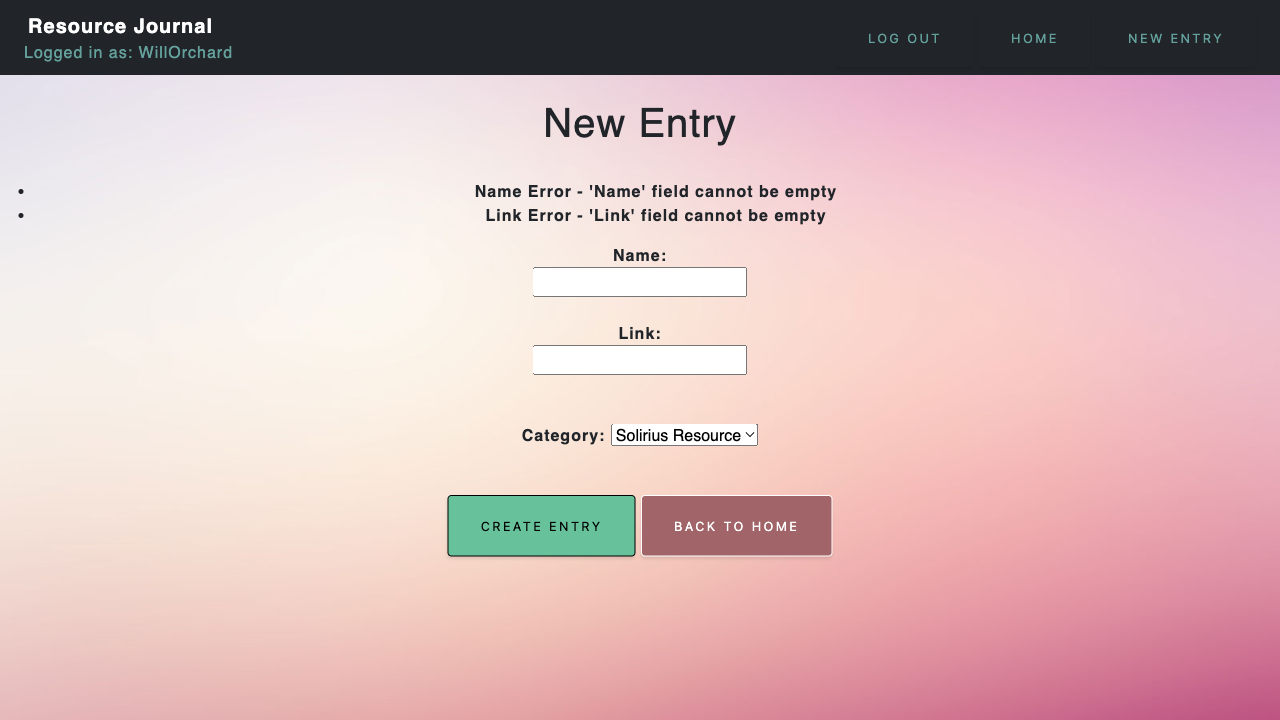 Resource Journal
Logged in as: WillOrchard
LOG OUT
HOME
NEW ENTRY
New Entry
• Name Error - 'Name' field cannot be empty
• Link Error - 'Link' field cannot be empty
Name:
Link:
Category: Solirius Resource
CREATE ENTRY
BACK TO HOME